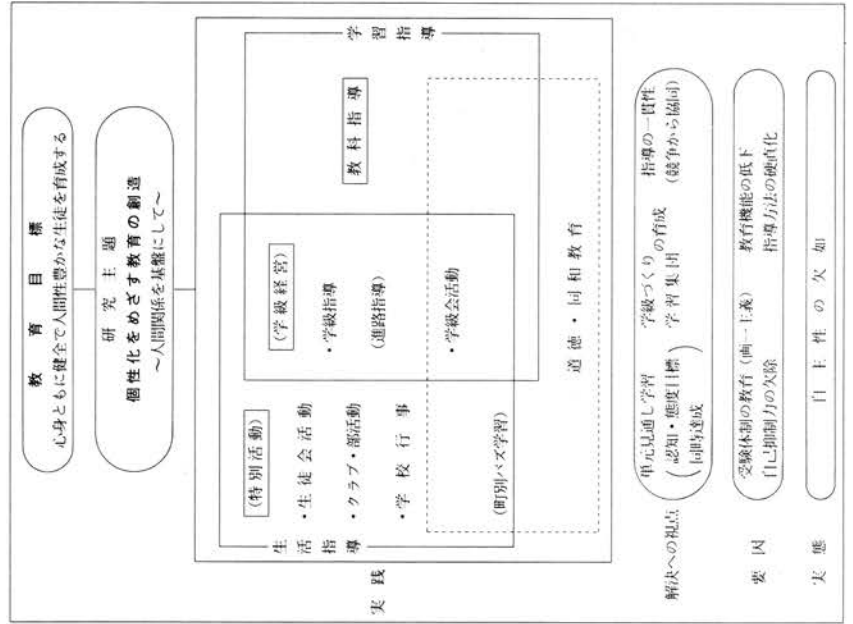 教育目標
心身ともに健全で人間性豊かな生徒を育成する
研究主題
個性化をめざす教育の創造
～人間関係を基盤にして～
実践
生活指導
(特別活動)
・生徒会活動
・クラブ・部活動
・学校行事
(町別バズ学習)
(学級経営)
・学級指導
(進路指導)
・学級会活動
教科指導
学習指導
道徳・同和教育
解決への視点
単元見通し学習
(認知・態度目標)
同時達成
学級づくり
学習集団
の育成
指導の一貫性
(競争から協同)
要因
受験体制の教育(画一主義)
自己抑制力の欠除
教育機能の低下
指導方法の硬直化
実態
自主性の欠如